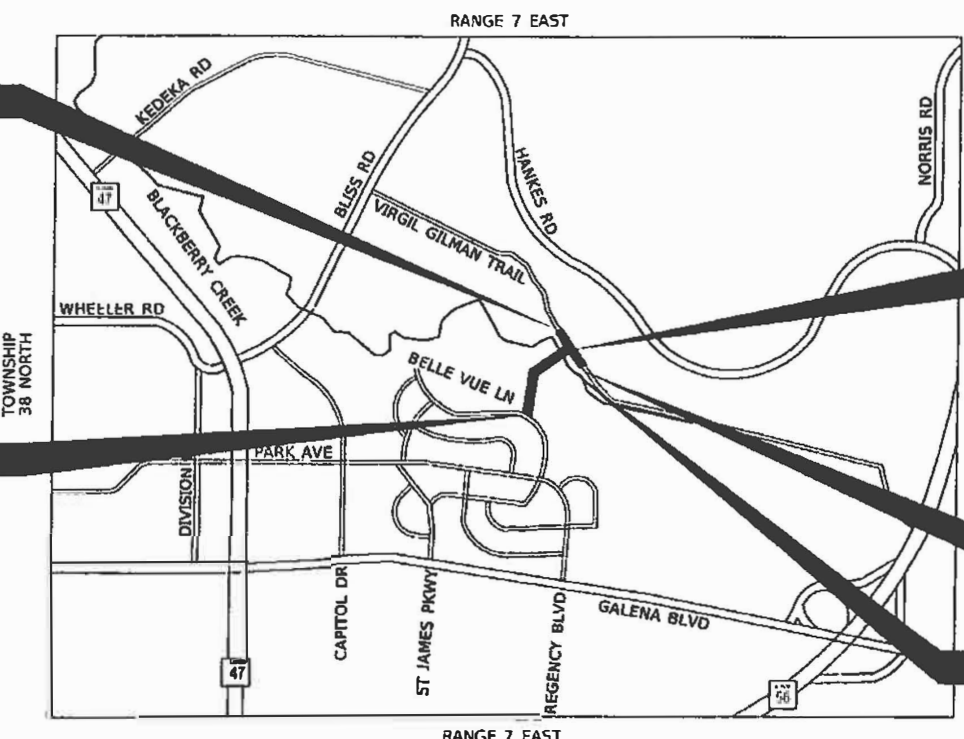 RANGE 7 EAST
KEDEKA RD
NORRIS RD
BLISS RD
HANKES RD
47
BLACKBERRY CREEK
VIRGIL GILMAN TRAIL
WHEELER RD
TOWNSHIP
38 NORTH
BELLE VUE LN
PARK AVE
DIVISION
CAPITOL DR
ST JAMES PKWY
REGENCY BLVD
GALENA BLVD
47
56
RANGE 7 EAST